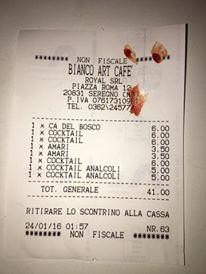 NON FISCALE
BIANCO ART CAFE
ROYAL SRL
PIAZZA ROMA 12
20831 SEREGNO
P.IVA 076173109
TEL. 0362\24577
1 × CA DEL BOSCO 6.00
1 × COCKTAIL 6.00
1 × COCKTAIL 6.00
1 × AMARI 3.50
1 × AMARI 3.50
1 × COCKTAIL 6.00
1 × COCKTAIL ANALCOLI 5.00
1 × COCKTAIL ANALCOLI 5.00
TOT. GENERALE 41.00
RITIRARE LO SCONTRINO ALLA CASSA
24/01/16 01:57 NR.63
NON FISCALE